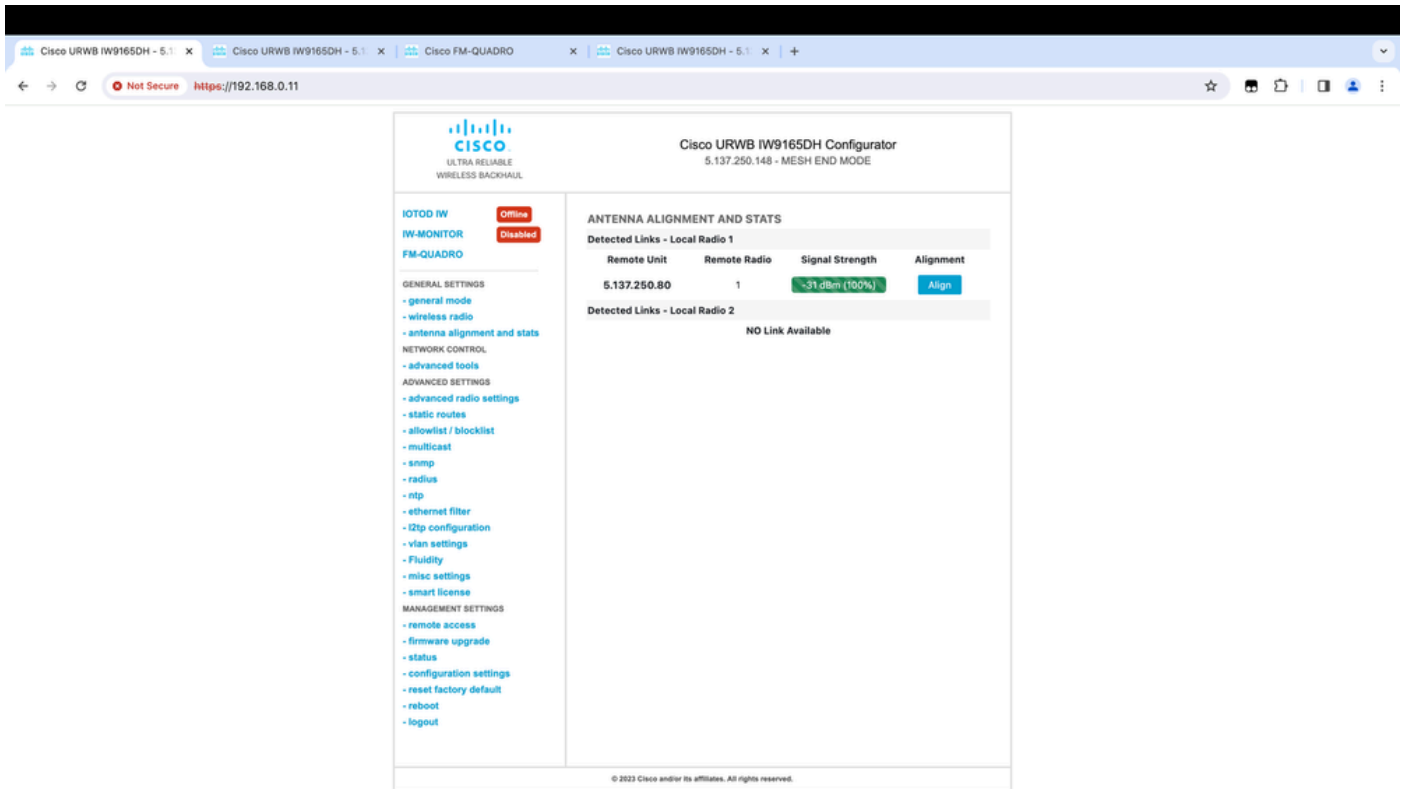 Cisco URWB IW9165DH - 5.1
Cisco URWB IW9165DH - 5.1
Cisco FM-QUADRO
Cisco URWB IW9165DH - 5.1
Not Secure https://192.168.0.11
CISCO
ULTRA RELIABLE
WIRELESS BACKHAUL
Cisco URWB IW9165DH Configurator
5.137.250.148 - MESH END MODE
IOTOD IW Offline
IW-MONITOR Disabled
FM-QUADRO
GENERAL SETTINGS
- general mode
- wireless radio
- antenna alignment and stats
NETWORK CONTROL
- advanced tools
ADVANCED SETTINGS
- advanced radio settings
- static routes
- allowlist / blocklist
- multicast
- snmp
- radius
- ntp
- ethernet filter
- l2tp configuration
- vlan settings
- Fluidity
- misc settings
- smart license
MANAGEMENT SETTINGS
- remote access
- firmware upgrade
- status
- configuration settings
- reset factory default
- reboot
- logout
ANTENNA ALIGNMENT AND STATS
Detected Links - Local Radio 1
Remote Unit Remote Radio Signal Strength Alignment
5.137.250.80 1 -31 dBm (100%) Align
Detected Links - Local Radio 2
NO Link Available
© 2023 Cisco and/or its affiliates. All rights reserved.